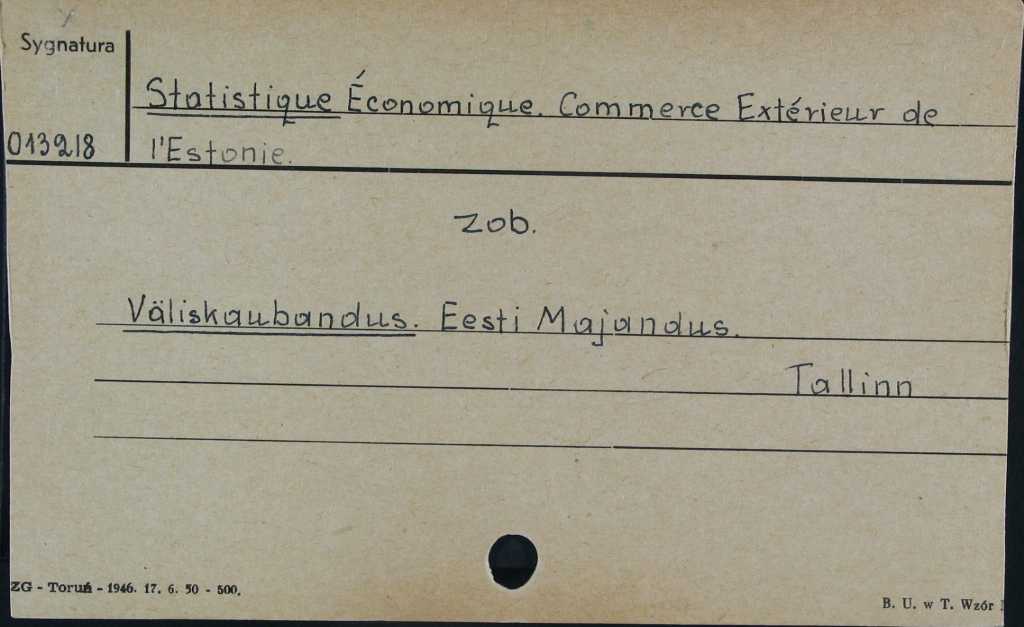 Sygnatura
Statistique Économique. Commerce Extérieur de
013918 l'Estonie.
zob.
Väliskaubandus. Eesti Majandus.
Tallinn
ZG - Toruń - 1946. 17. 6. 50 - 500.
B. U. w T. Wzór